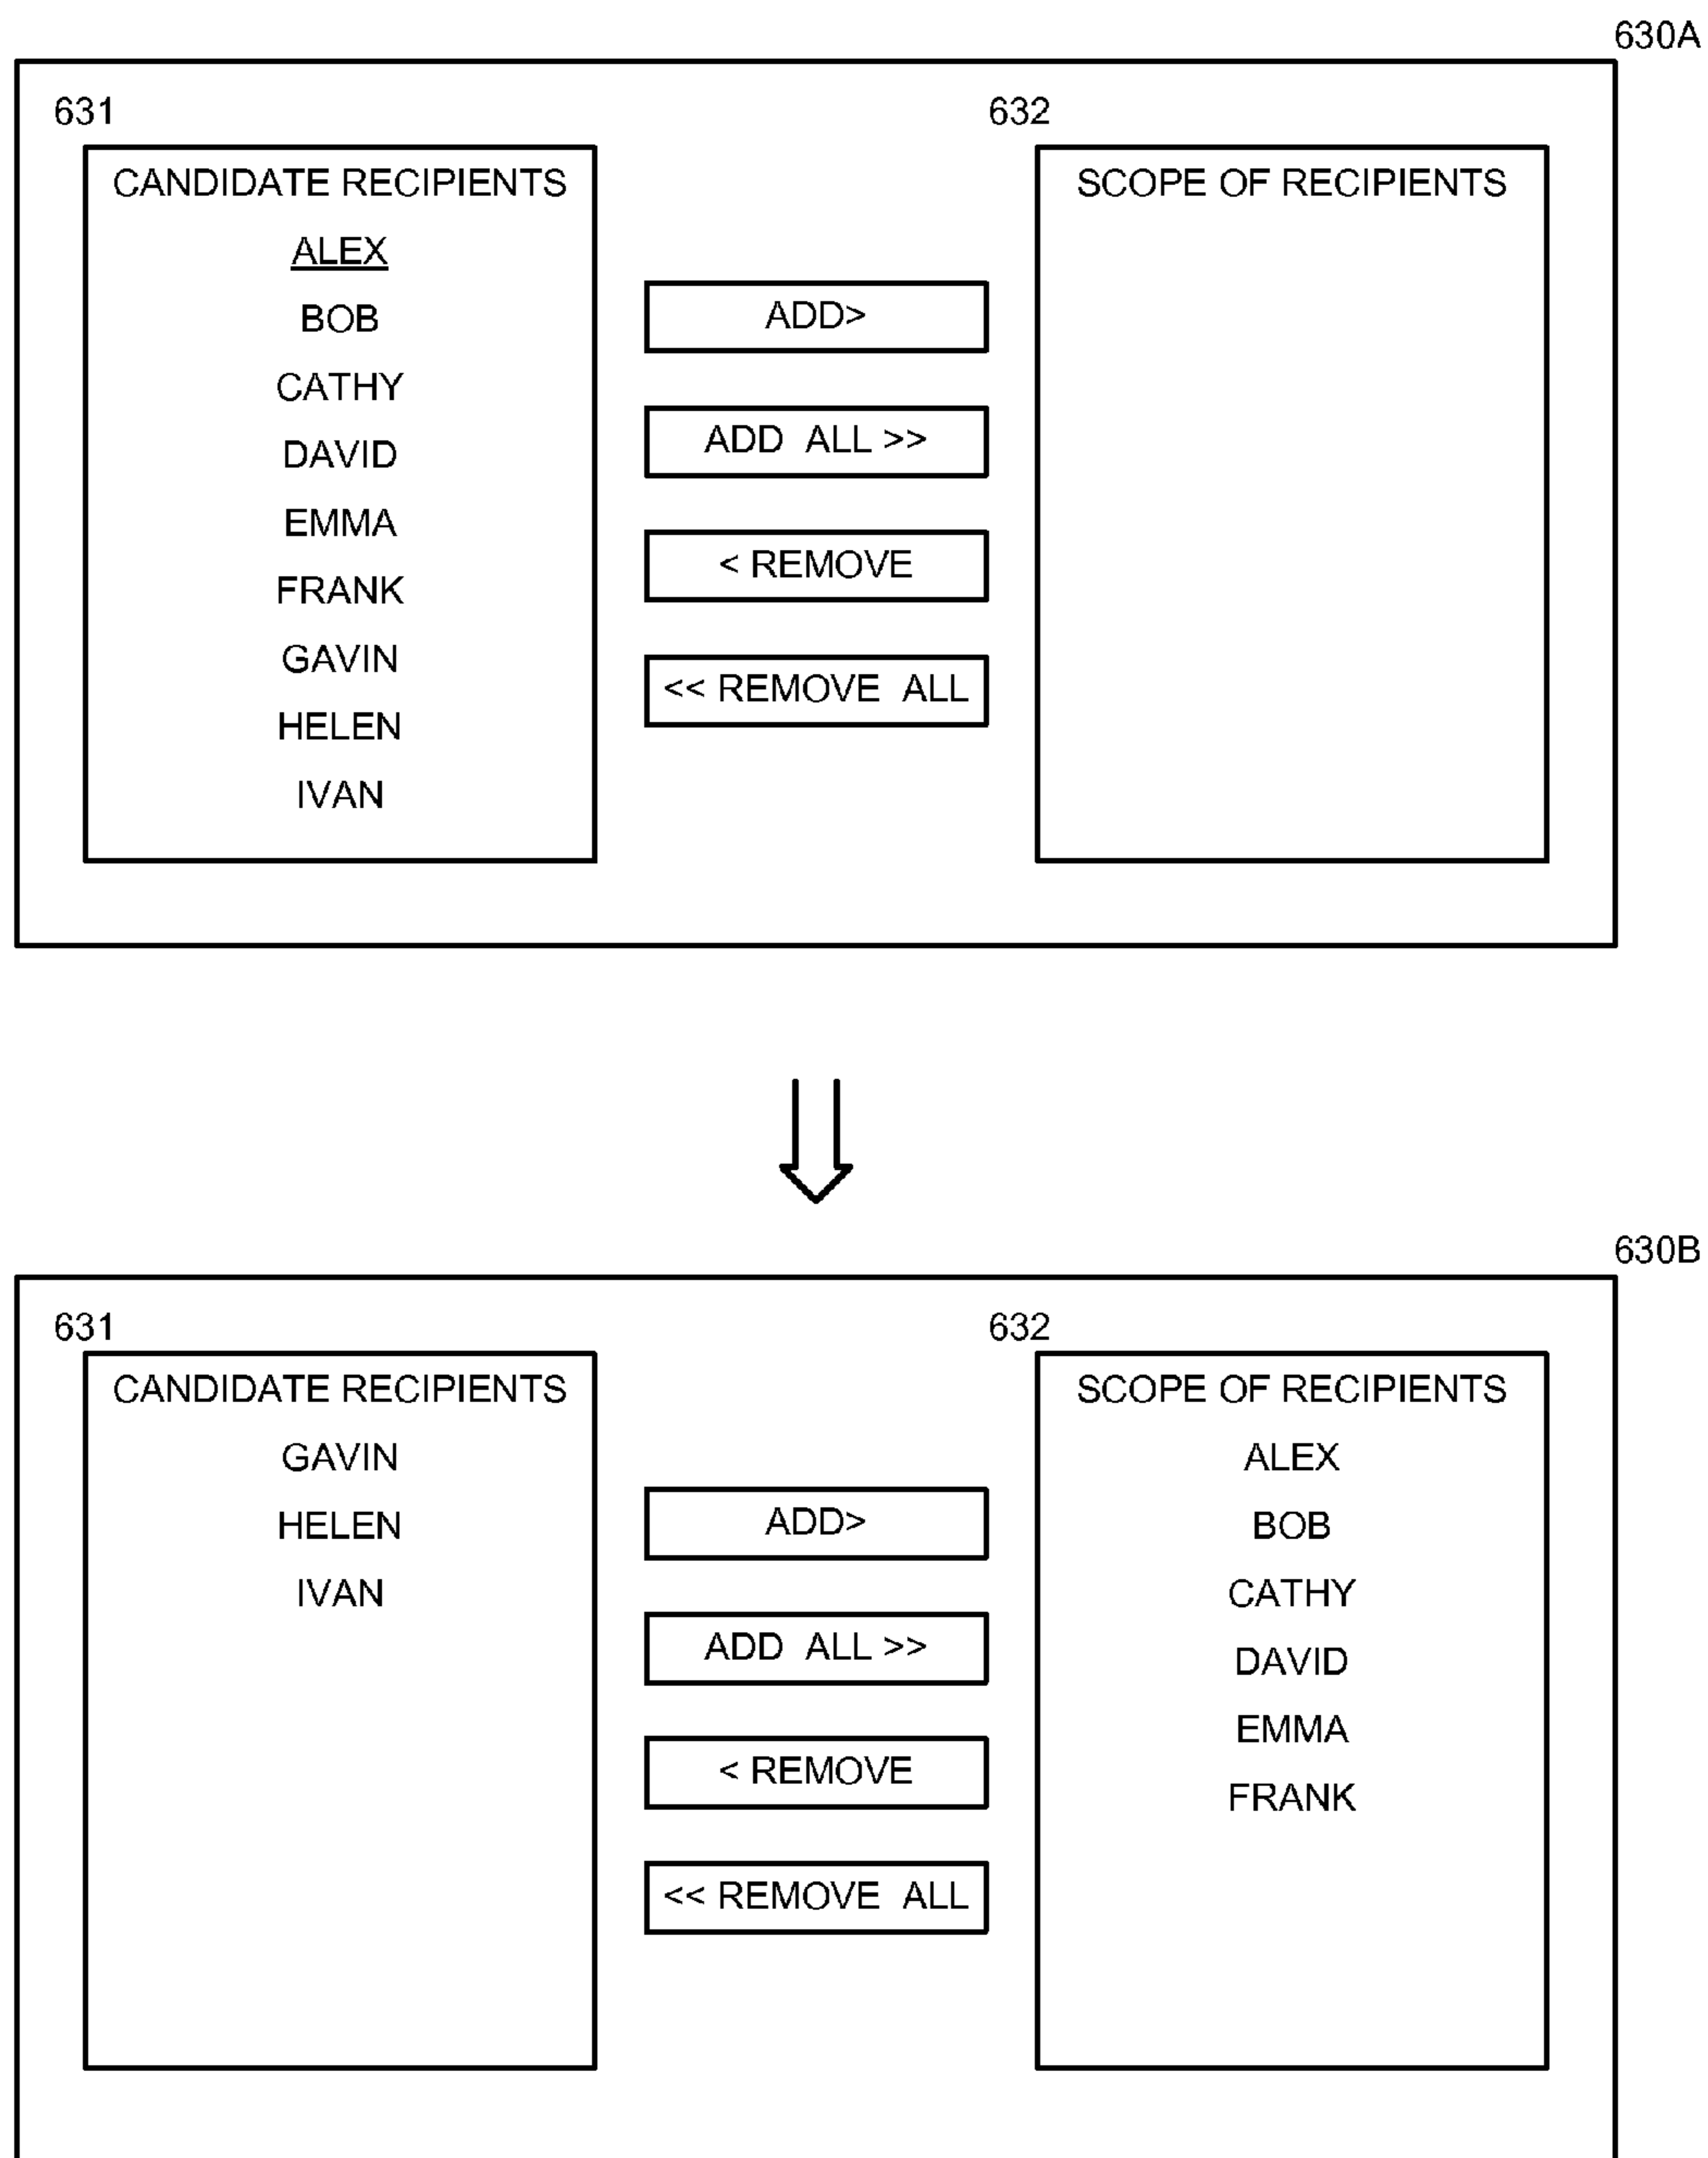 630A
631
632
CANDIDATE RECIPIENTS
ALEX
BOB
CATHY
DAVID
EMMA
FRANK
GAVIN
HELEN
IVAN
ADD>
ADD ALL >>
< REMOVE
<< REMOVE ALL
SCOPE OF RECIPIENTS
630B
631
632
CANDIDATE RECIPIENTS
GAVIN
HELEN
IVAN
ADD>
ADD ALL >>
< REMOVE
<< REMOVE ALL
SCOPE OF RECIPIENTS
ALEX
BOB
CATHY
DAVID
EMMA
FRANK